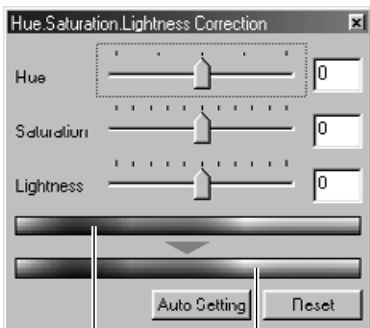 Hue.Saturation.Lightness Correction
Hue 0
Saturation 0
Lightness 0
Auto Setting Reset